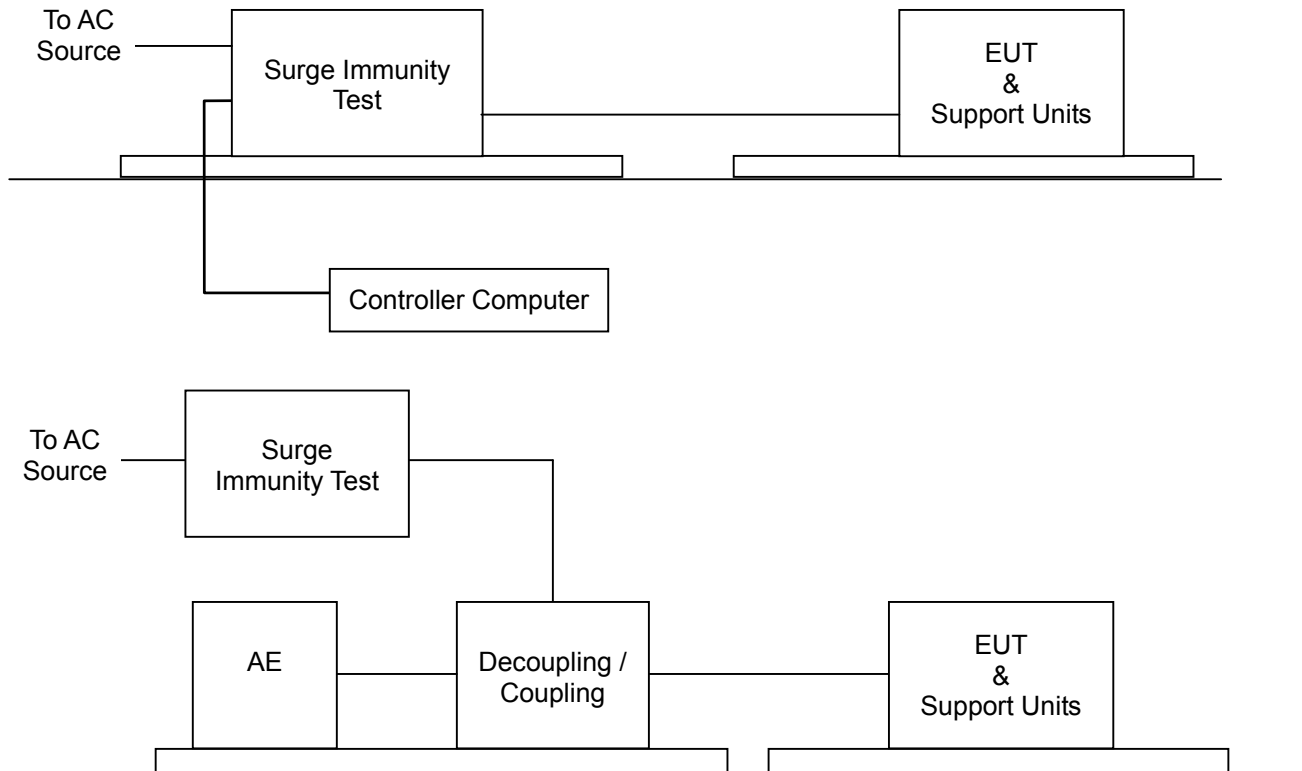 To AC
Source
Surge Immunity
Test
EUT
&
Support Units
Controller Computer
To AC
Source
Surge
Immunity Test
AE
Decoupling /
Coupling
EUT
&
Support Units